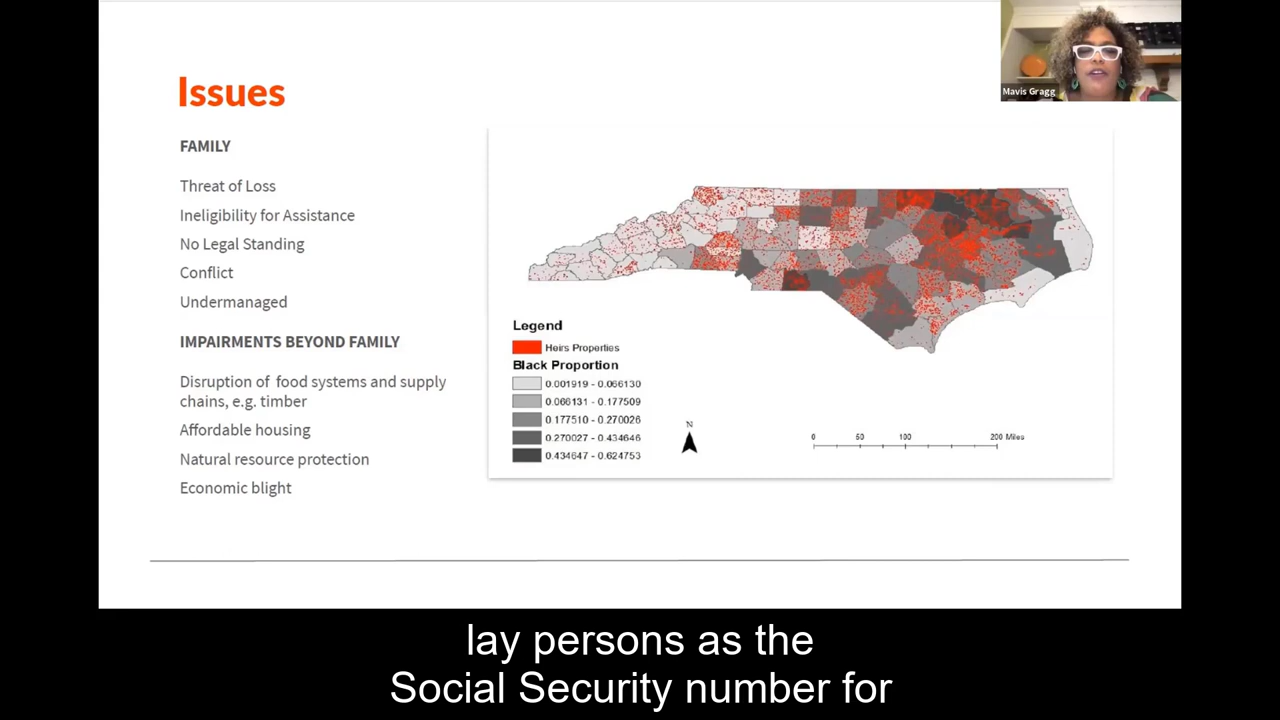 Mavis Gragg
Issues
FAMILY
Threat of Loss
Ineligibility for Assistance
No Legal Standing
Conflict
Undermanaged
IMPAIRMENTS BEYOND FAMILY
Disruption of food systems and supply
chains, e.g. timber
Affordable housing
Natural resource protection
Economic blight
Legend
Heirs Properties
Black Proportion
0.001919 - 0.066130
0.066131 - 0.177509
0.177510 - 0.270026
0.270027 - 0.434646
0.434647 - 0.624753
N
0 50 100 200 Miles
lay persons as the
Social Security number for